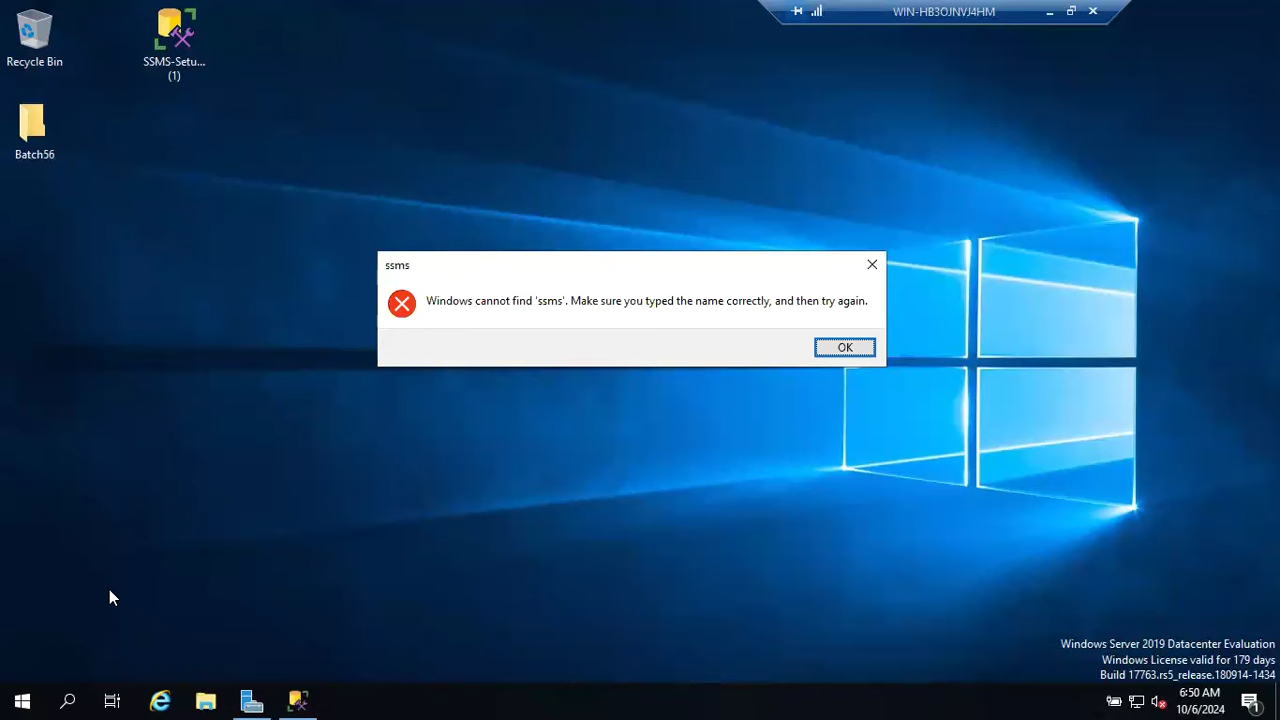 WIN-HB3OJNVJ4HM
Recycle Bin
SSMS-Setu...
(1)
Batch56
ssms
Windows cannot find 'ssms'. Make sure you typed the name correctly, and then try again.
OK
Windows Server 2019 Datacenter Evaluation
Windows License valid for 179 days
Build 17763.rs5_release.180914-1434
6:50 AM
10/6/2024
1